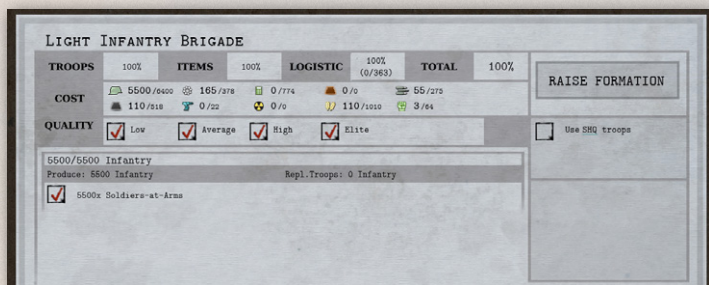 Light Infantry Brigade
TROOPS 100% ITEMS 100% LOGISTIC 100% (0/363) TOTAL 100%
RAISE FORMATION
COST 5500/6400 165/378 0/774 0/0 55/273
110/518 0/22 0/0 110/1010 3/64
QUALITY Low Average High Elite
Use SHQ troops
5500/5500 Infantry
Produce: 5500 Infantry Repl.Troops: 0 Infantry
5500x Soldiers-at-Arms